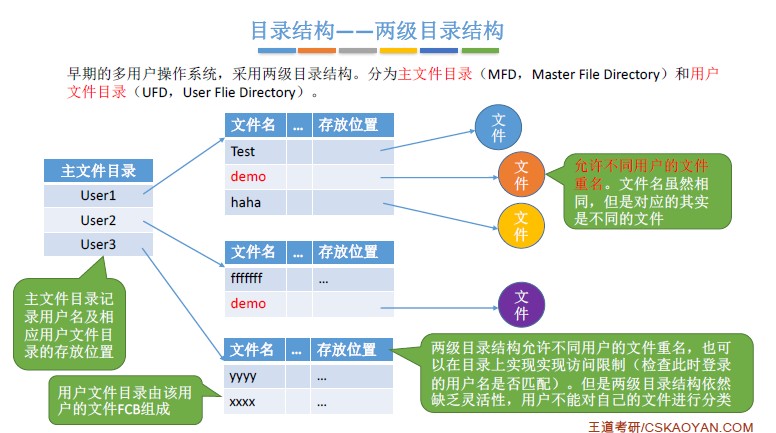 目录结构——两级目录结构
早期的多用户操作系统，采用两级目录结构。分为主文件目录（MFD，Master File Directory）和用户
文件目录（UFD，User Flie Directory）。
主文件目录
User1
User2
User3
文件名 … 存放位置
Test
demo
haha
文件名 … 存放位置
fffffff …
demo
文件名 … 存放位置
yyyy …
xxxx …
文
件
文
件
文
件
文
件
允许不同用户的文件
重名。文件名虽然相
同，但是对应的其实
是不同的文件
主文件目录记
录用户名及相
应用户文件目
录的存放位置
用户文件目录由该用
户的文件FCB组成
两级目录结构允许不同用户的文件重名，也可
以在目录上实现实现访问限制（检查此时登录
的用户名是否匹配）。但是两级目录结构依然
缺乏灵活性，用户不能对自己的文件进行分类
王道考研/CSKAOYAN.COM